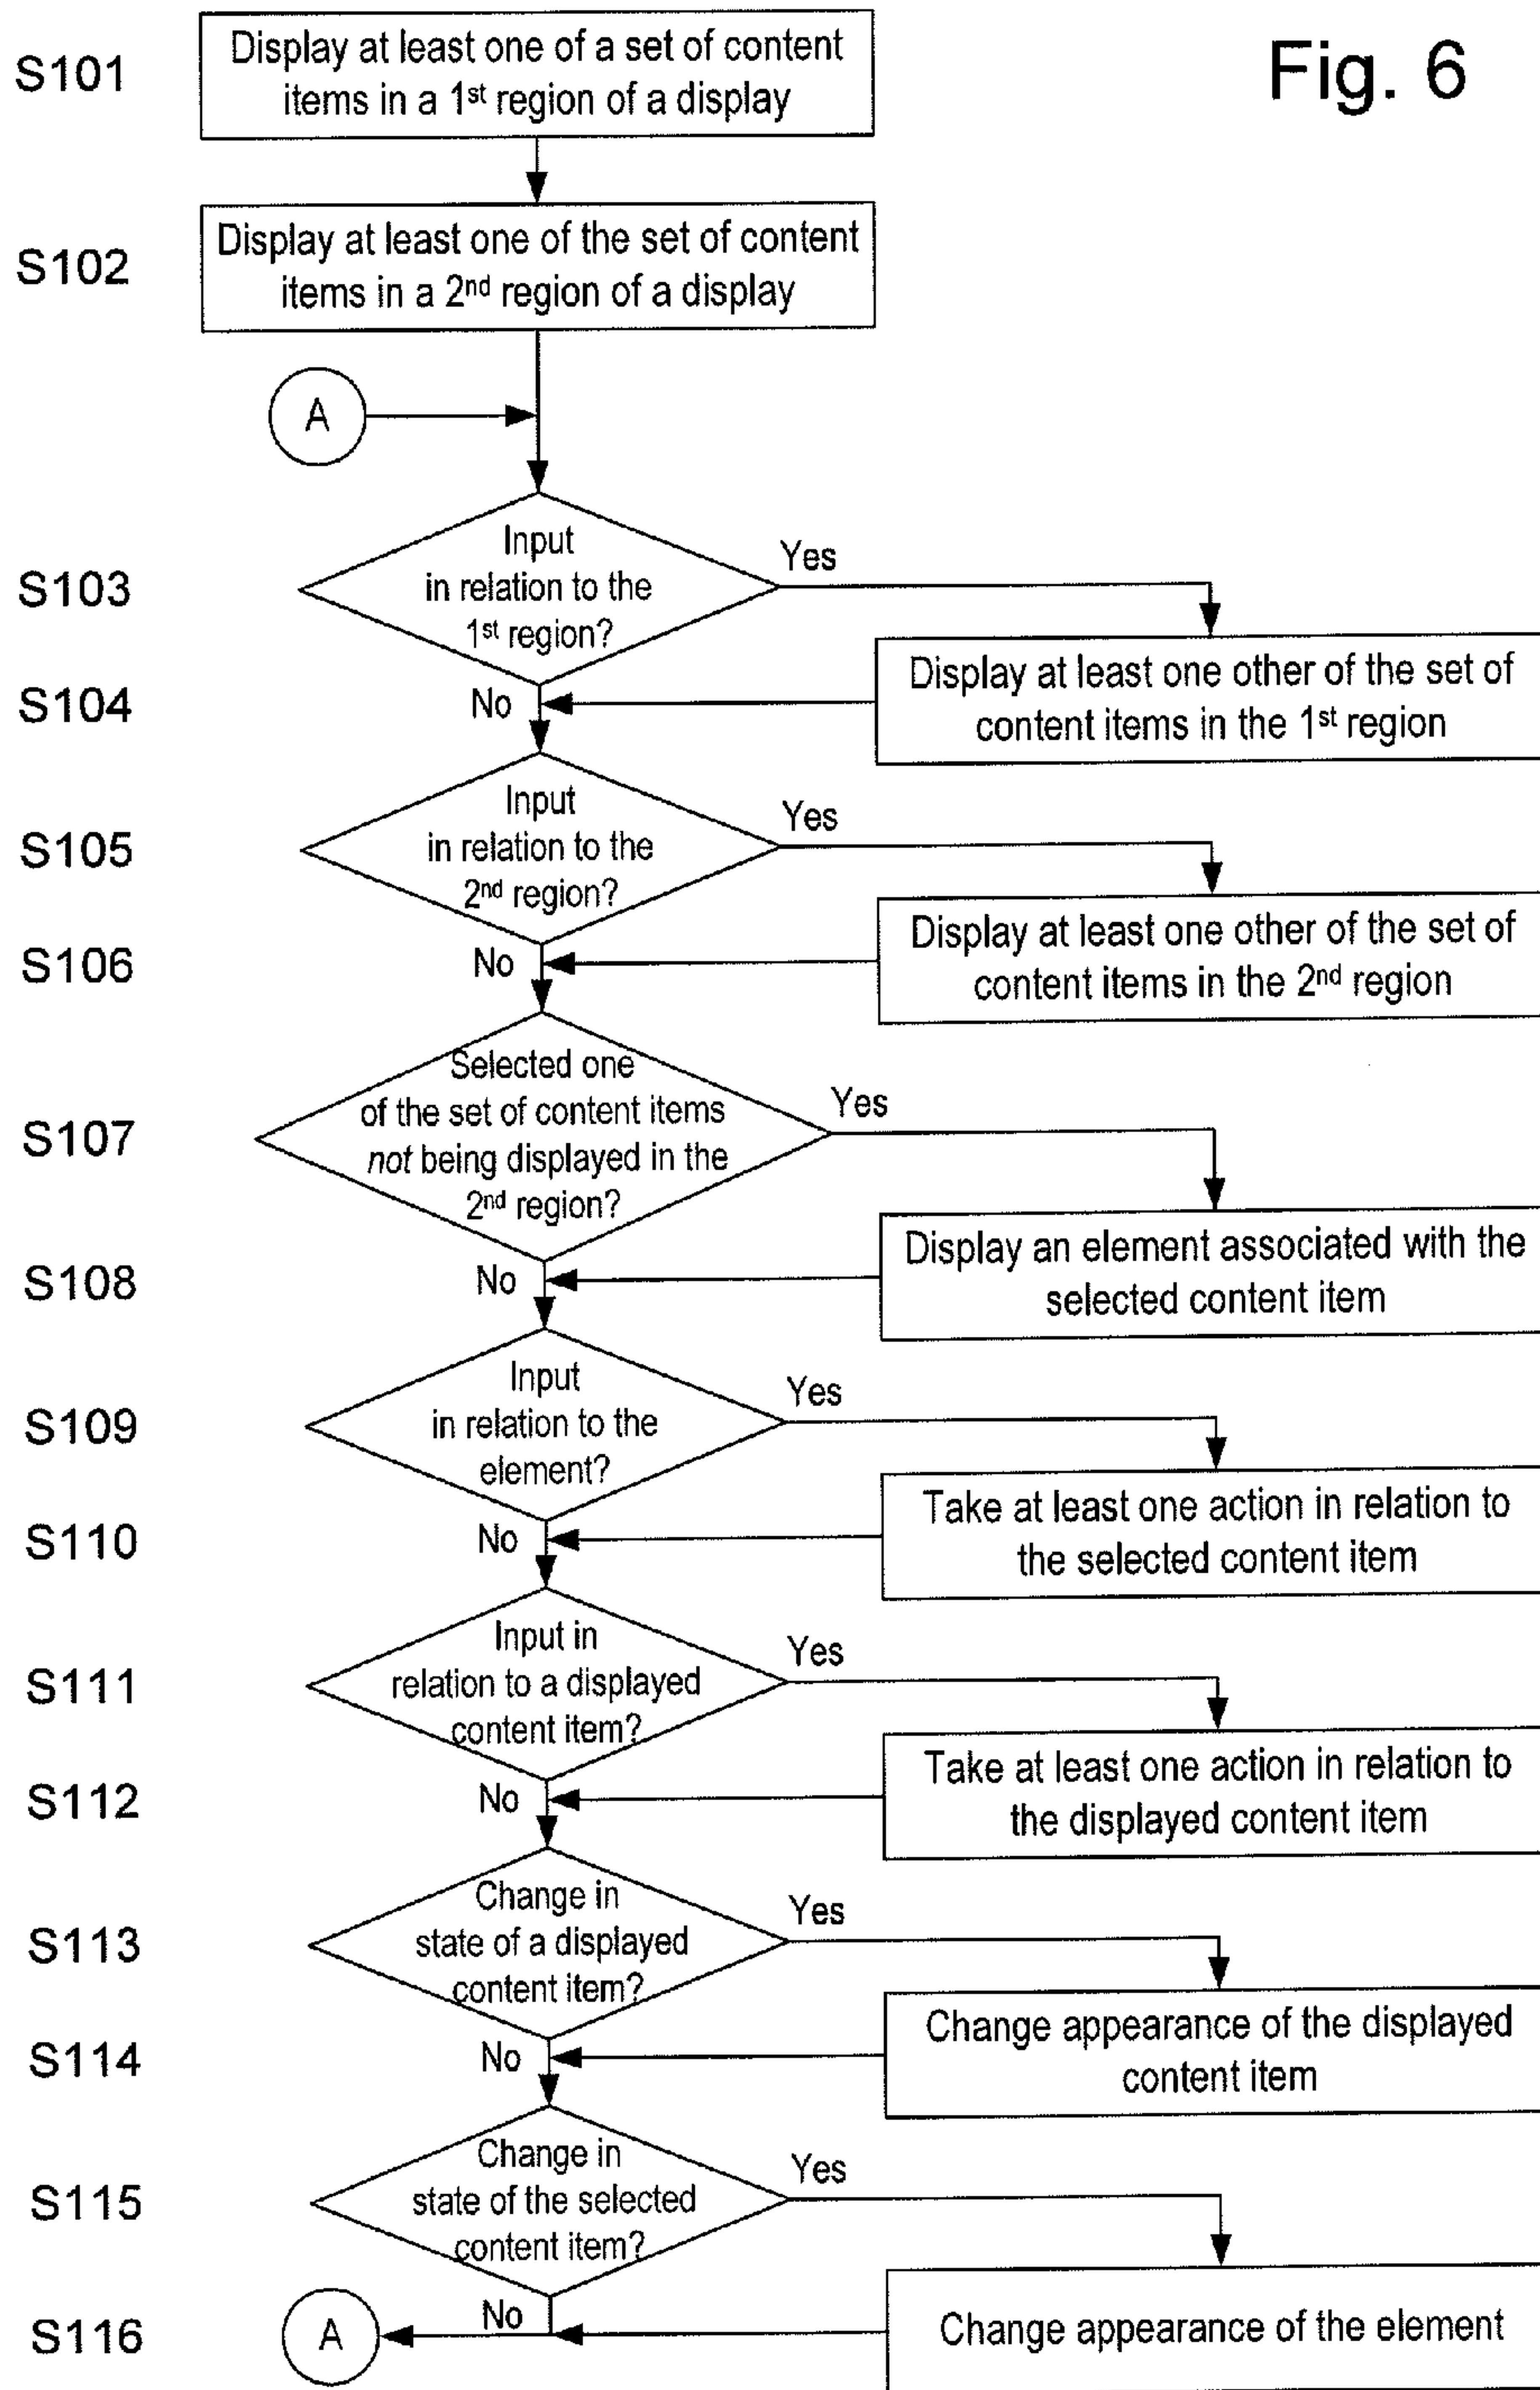 Fig. 6
S101
Display at least one of a set of content
items in a 1st region of a display
S102
Display at least one of the set of content
items in a 2nd region of a display
A
S103
Input
in relation to the
1st region?
Yes
No
S104
Display at least one other of the set of
content items in the 1st region
S105
Input
in relation to the
2nd region?
Yes
No
S106
Display at least one other of the set of
content items in the 2nd region
S107
Selected one
of the set of content items
not being displayed in the
2nd region?
Yes
No
S108
Display an element associated with the
selected content item
S109
Input
in relation to the
element?
Yes
No
S110
Take at least one action in relation to
the selected content item
S111
Input in
relation to a displayed
content item?
Yes
No
S112
Take at least one action in relation to
the displayed content item
S113
Change in
state of a displayed
content item?
Yes
No
S114
Change appearance of the displayed
content item
S115
Change in
state of the selected
content item?
Yes
No
S116
A
Change appearance of the element